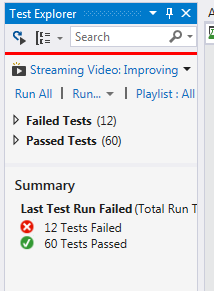 Test Explorer
Search
Streaming Video: Improving
Run All | Run... | Playlist : All
Failed Tests (12)
Passed Tests (60)
Summary
Last Test Run Failed (Total Run T
12 Tests Failed
60 Tests Passed